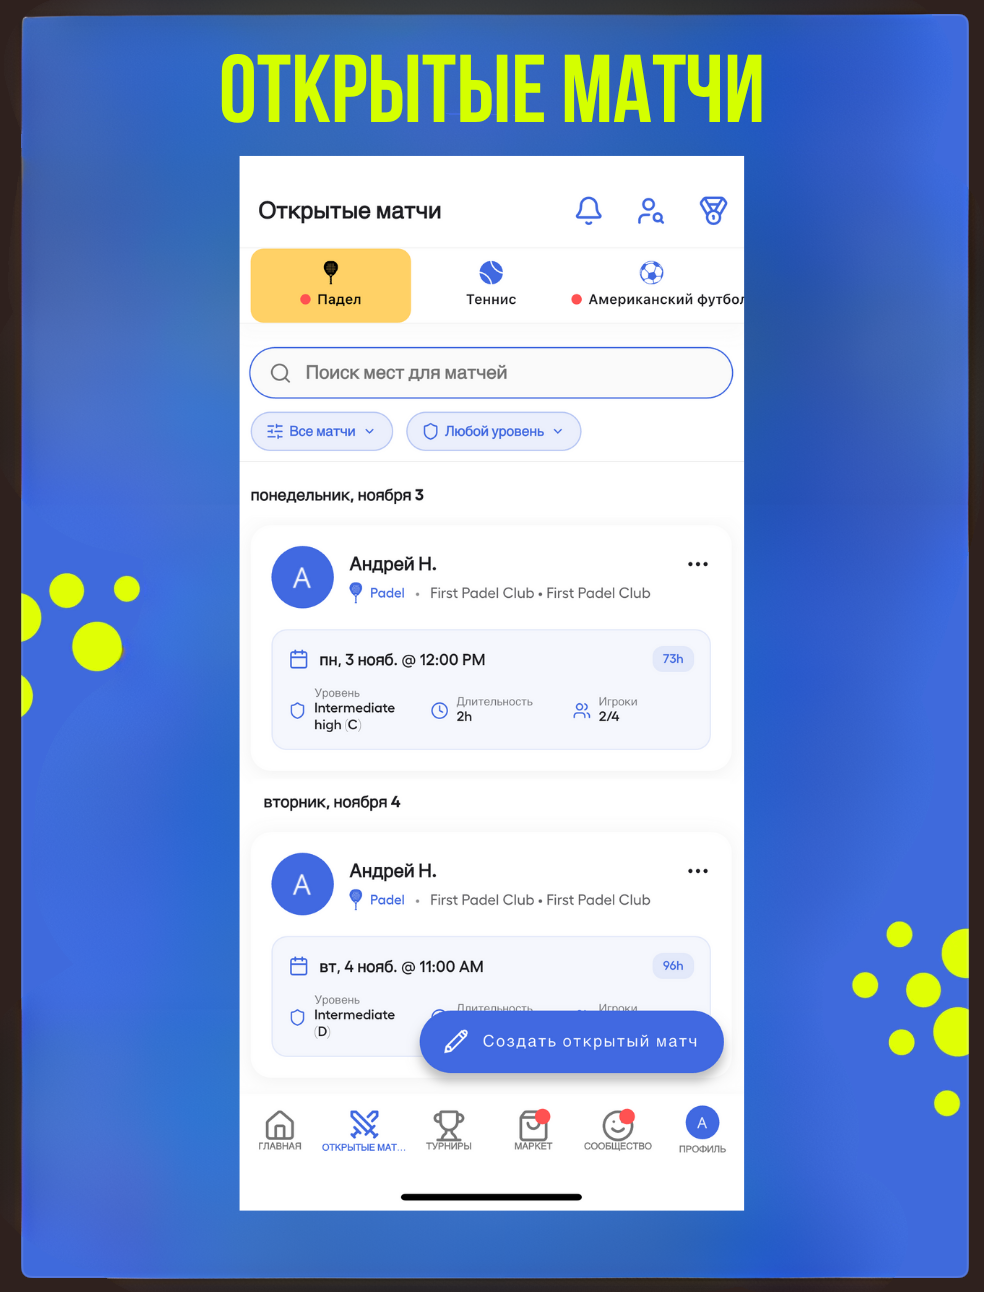 ОТКРЫТЫЕ МАТЧИ
Открытые матчи
Падел
Теннис
Американский футбол
Поиск мест для матчей
Все матчи
Любой уровень
понедельник, ноября 3
А
Андрей Н.
Padel • First Padel Club • First Padel Club
пн, 3 нояб. @ 12:00 PM
73h
Уровень
Intermediate
high (C)
Длительность
2h
Игроки
2/4
вторник, ноября 4
А
Андрей Н.
Padel • First Padel Club • First Padel Club
вт, 4 нояб. @ 11:00 AM
96h
Уровень
Intermediate
(D)
Длительность
Игроки
Создать открытый матч
ГЛАВНАЯ
ОТКРЫТЫЕ МАТ...
ТУРНИРЫ
МАРКЕТ
СООБЩЕСТВО
А
ПРОФИЛЬ